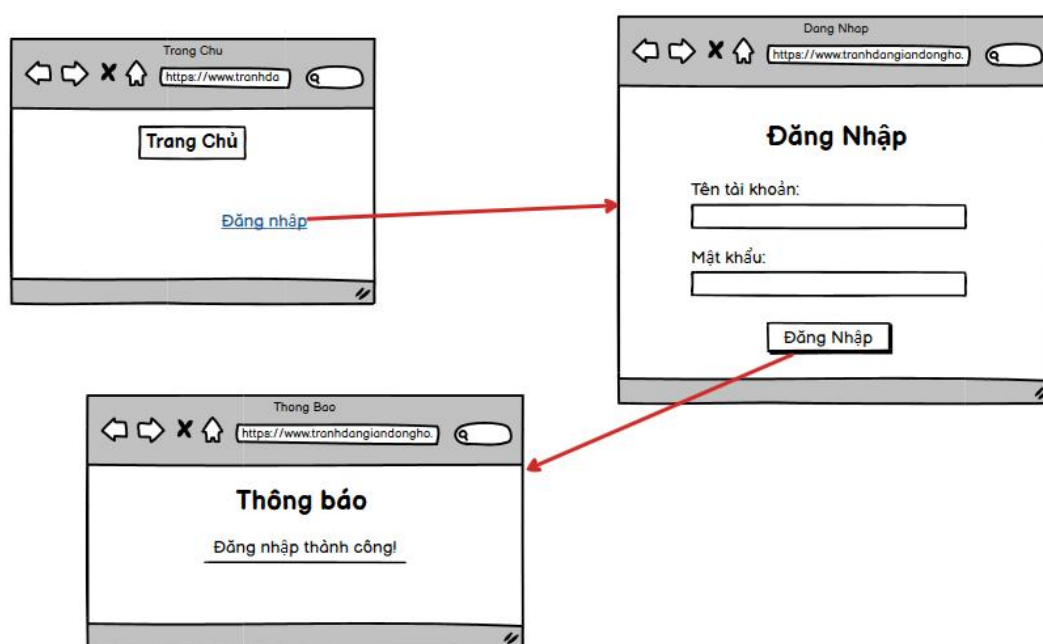 Trang Chu
https://www.tranhda
Trang Chủ
Đăng nhập
Dang Nhap
https://www.tranhdangiandongho.
Đăng Nhập
Tên tài khoản:
Mật khẩu:
Đăng Nhập
Thong Bao
https://www.tranhdangiandongho.
Thông báo
Đăng nhập thành công!